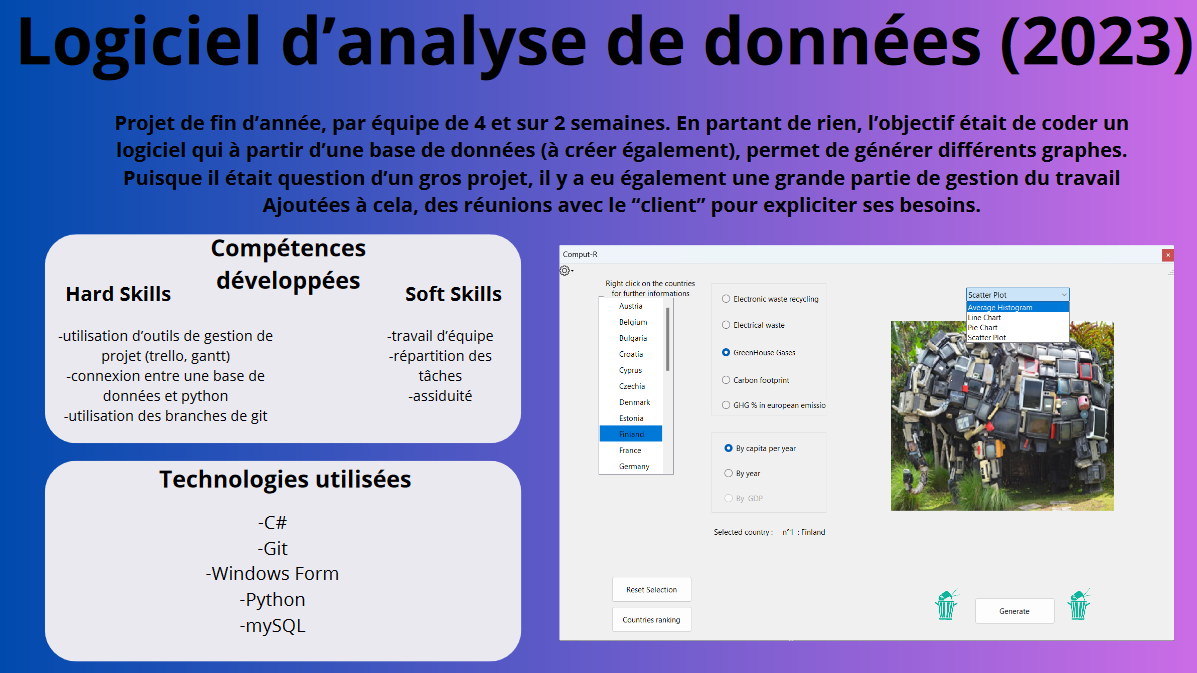 Logiciel d’analyse de données (2023)
Projet de fin d’année, par équipe de 4 et sur 2 semaines. En partant de rien, l’objectif était de coder un
logiciel qui à partir d’une base de données (à créer également), permet de générer différents graphes.
Puisque il était question d’un gros projet, il y a eu également une grande partie de gestion du travail
Ajoutées à cela, des réunions avec le “client” pour expliciter ses besoins.
Compétences
développées
Hard Skills
-utilisation d’outils de gestion de
projet (trello, gantt)
-connexion entre une base de
données et python
-utilisation des branches de git
Soft Skills
-travail d’équipe
-répartition des
tâches
-assiduité
Technologies utilisées
-C#
-Git
-Windows Form
-Python
-mySQL
Comput-R
Right click on the countries
for further informations
Austria
Belgium
Bulgaria
Croatia
Cyprus
Czechia
Denmark
Estonia
Finland
France
Germany
Electronic waste recycling
Electrical waste
GreenHouse Gases
Carbon footprint
GHG % in european emissio
By capita per year
By year
By GDP
Selected country : n°1 : Finland
Scatter Plot
Average Histogram
Line Chart
Pie Chart
Scatter Plot
Reset Selection
Countries ranking
Generate